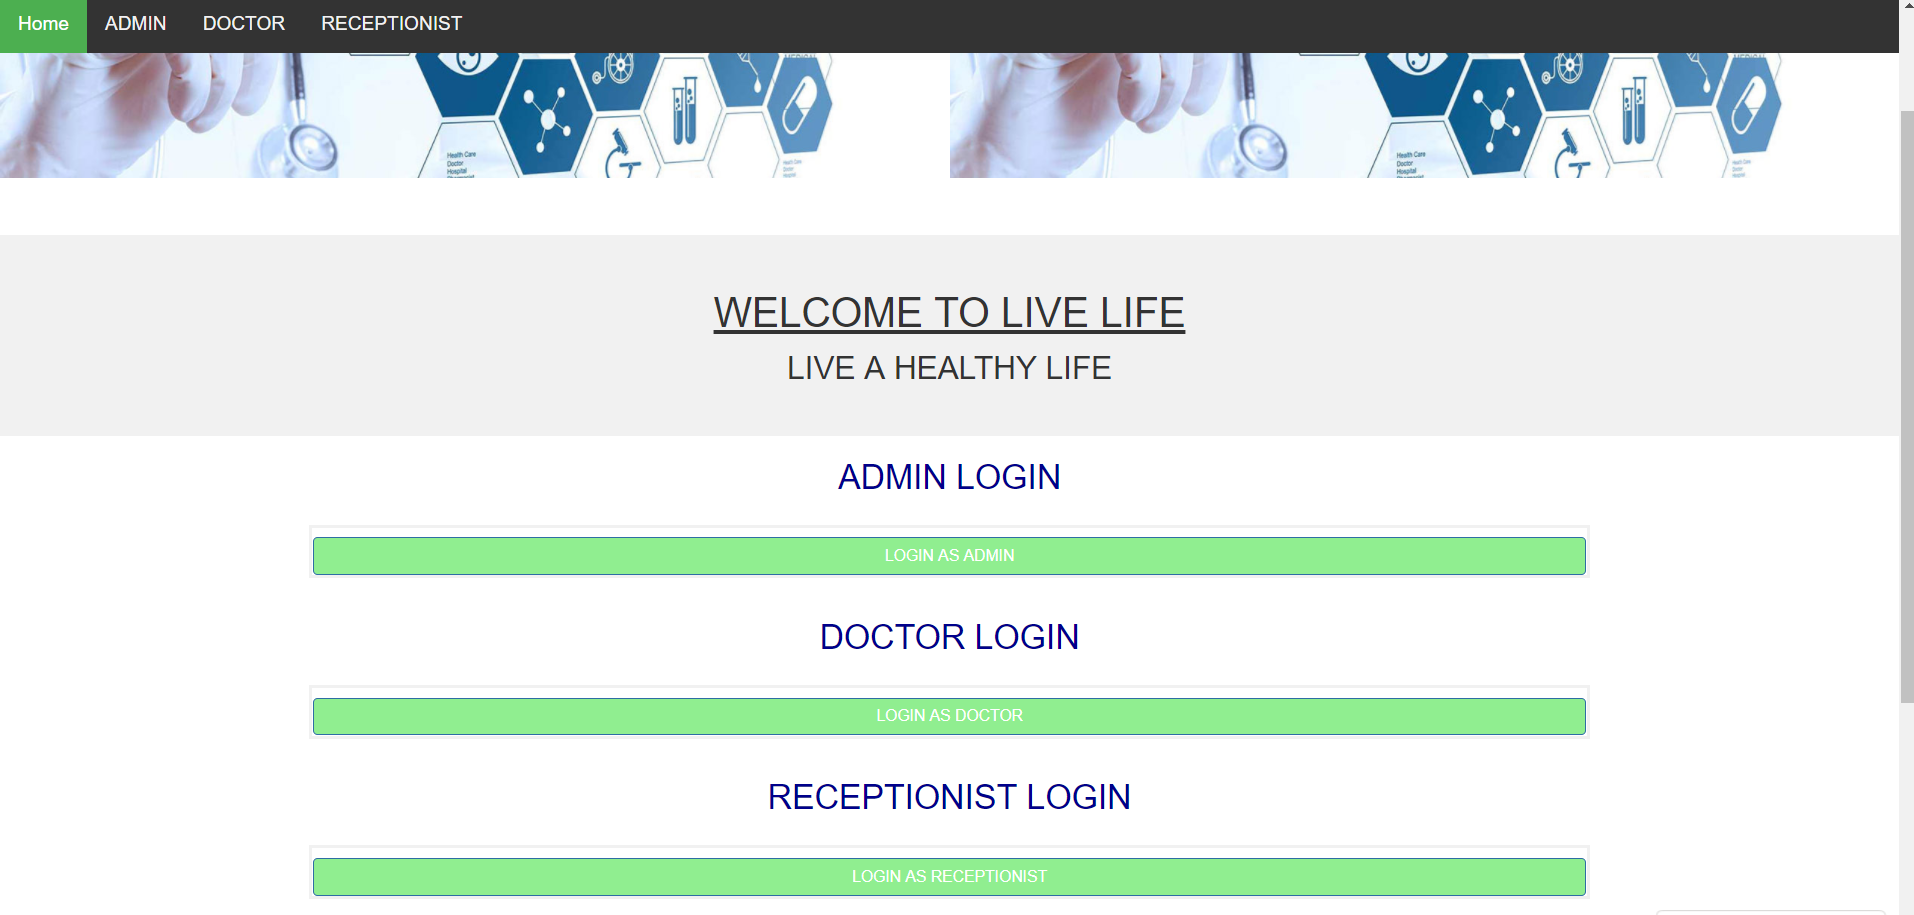 Home ADMIN DOCTOR RECEPTIONIST
Health Care
Doctor
Hospital
Health Care
Doctor
Hospital
WELCOME TO LIVE LIFE
LIVE A HEALTHY LIFE
ADMIN LOGIN
LOGIN AS ADMIN
DOCTOR LOGIN
LOGIN AS DOCTOR
RECEPTIONIST LOGIN
LOGIN AS RECEPTIONIST